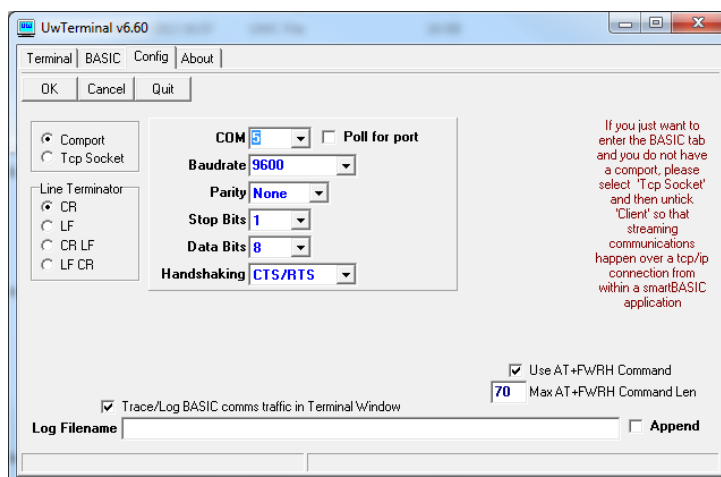 UwTerminal v6.60
Terminal BASIC Config About
OK Cancel Quit
Comport
Tcp Socket
Line Terminator
CR
LF
CR LF
LF CR
COM 5 Poll for port
Baudrate 9600
Parity None
Stop Bits 1
Data Bits 8
Handshaking CTS/RTS
If you just want to
enter the BASIC tab
and you do not have
a comport, please
select 'Tcp Socket'
and then untick
'Client' so that
streaming
communications
happen over a tcp/ip
connection from
within a smartBASIC
application
Use AT+FWRH Command
70 Max AT+FWRH Command Len
Trace/Log BASIC comms traffic in Terminal Window
Log Filename Append